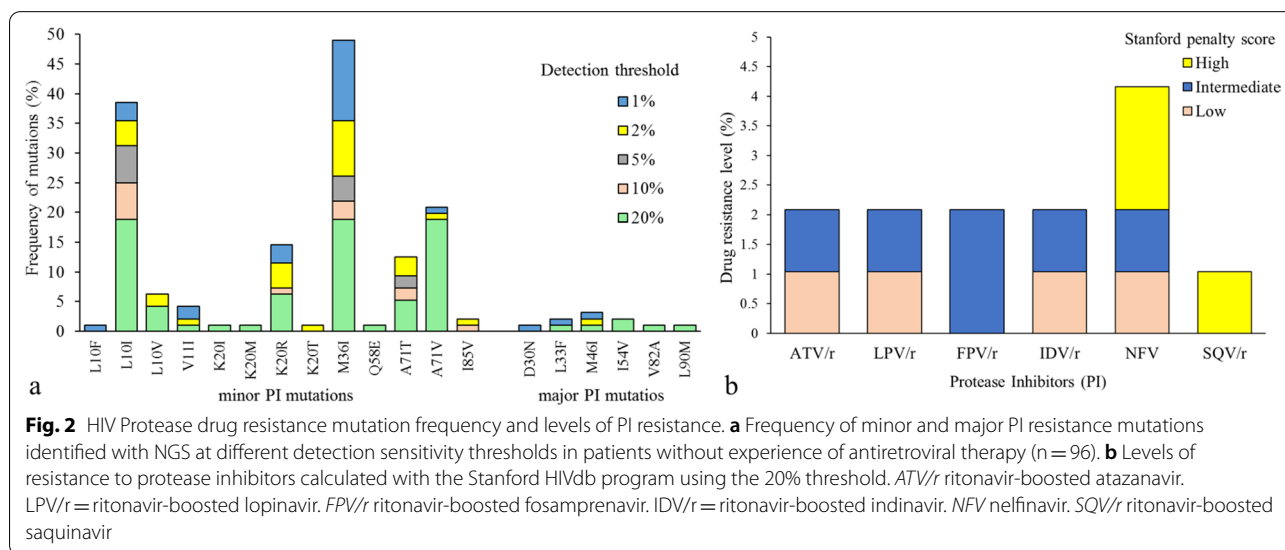 50
45
40
35
30
25
20
15
10
5
0
Frequency of mutaions (%)
Detection threshold
1%
2%
5%
10%
20%
L10F
L10I
L10V
V11I
K20I
K20M
K20R
K20T
M36I
Q58E
A71T
A71V
I85V
D30N
L33F
M46I
I54V
V82A
L90M
a
minor PI mutations
major PI mutatios
5
4.5
4
3.5
3
2.5
2
1.5
1
0.5
0
Drug resistance level (%)
Stanford penalty score
High
Intermediate
Low
ATV/r
LPV/r
FPV/r
IDV/r
NFV
SQV/r
b
Protease Inhibitors (PI)
Fig. 2 HIV Protease drug resistance mutation frequency and levels of PI resistance. a Frequency of minor and major PI resistance mutations
identified with NGS at different detection sensitivity thresholds in patients without experience of antiretroviral therapy (n = 96). b Levels of
resistance to protease inhibitors calculated with the Stanford HIVdb program using the 20% threshold. ATV/r ritonavir-boosted atazanavir.
LPV/r = ritonavir-boosted lopinavir. FPV/r ritonavir-boosted fosamprenavir. IDV/r = ritonavir-boosted indinavir. NFV nelfinavir. SQV/r ritonavir-boosted
saquinavir